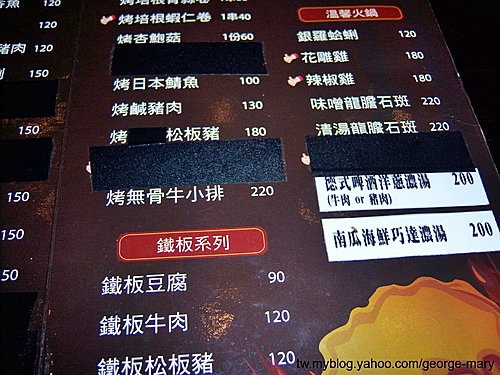 120
120
豬肉 120
150
150
150
150
50
烤培根蝦仁卷 1串40
烤杏鮑菇 1份60
烤日本鯖魚 100
烤鹹豬肉 130
烤 松板豬 180
烤無骨牛小排 220
鐵板系列
鐵板豆腐 90
鐵板牛肉 120
鐵板松板豬 120
溫馨火鍋
銀羅蛤蜊 120
花雕雞 180
辣椒雞 180
味噌龍膽石斑 220
清湯龍膽石斑 220
德式啤酒洋蔥濃湯 200
(牛肉 or 豬肉)
南瓜海鮮巧達濃湯 200
tw.myblog.yahoo.com/george-mary